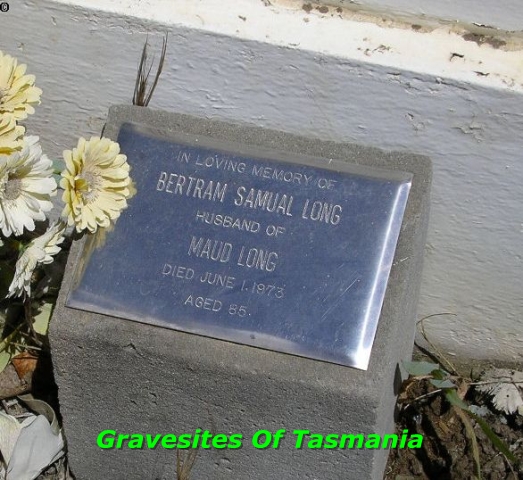 ©
IN LOVING MEMORY OF
BERTRAM SAMUAL LONG
HUSBAND OF
MAUD LONG
DIED JUNE 1. 1973
AGED 85.
Gravesites Of Tasmania